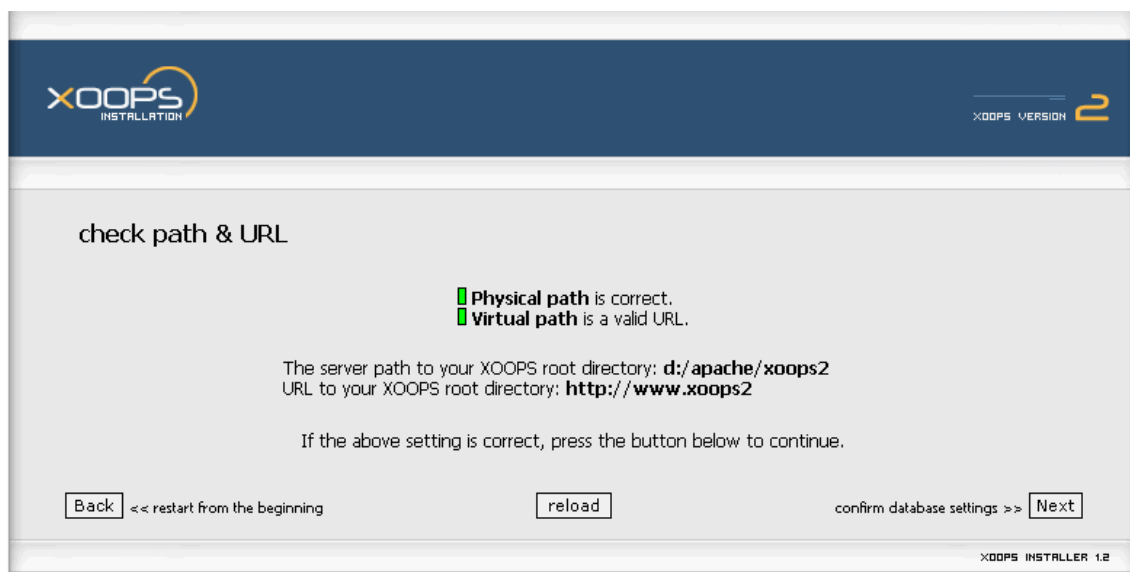 XOOPS
INSTALLATION
XOOPS VERSION 2
check path & URL
Physical path is correct.
Virtual path is a valid URL.
The server path to your XOOPS root directory: d:/apache/xoops2
URL to your XOOPS root directory: http://www.xoops2
If the above setting is correct, press the button below to continue.
Back << restart from the beginning reload confirm database settings >> Next
XOOPS INSTALLER 1.2